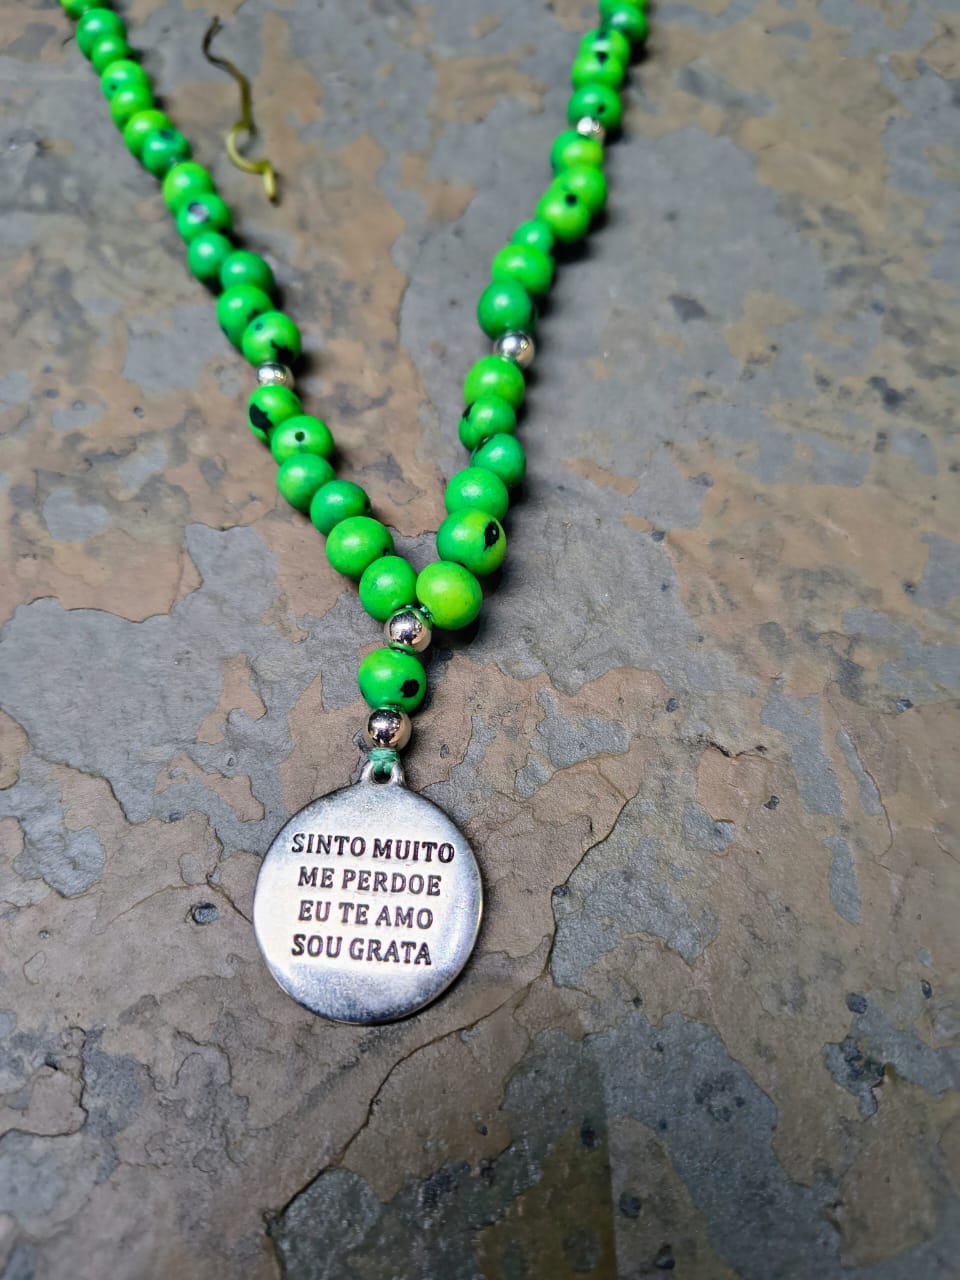 SINTO MUITO
ME PERDOE
EU TE AMO
SOU GRATA